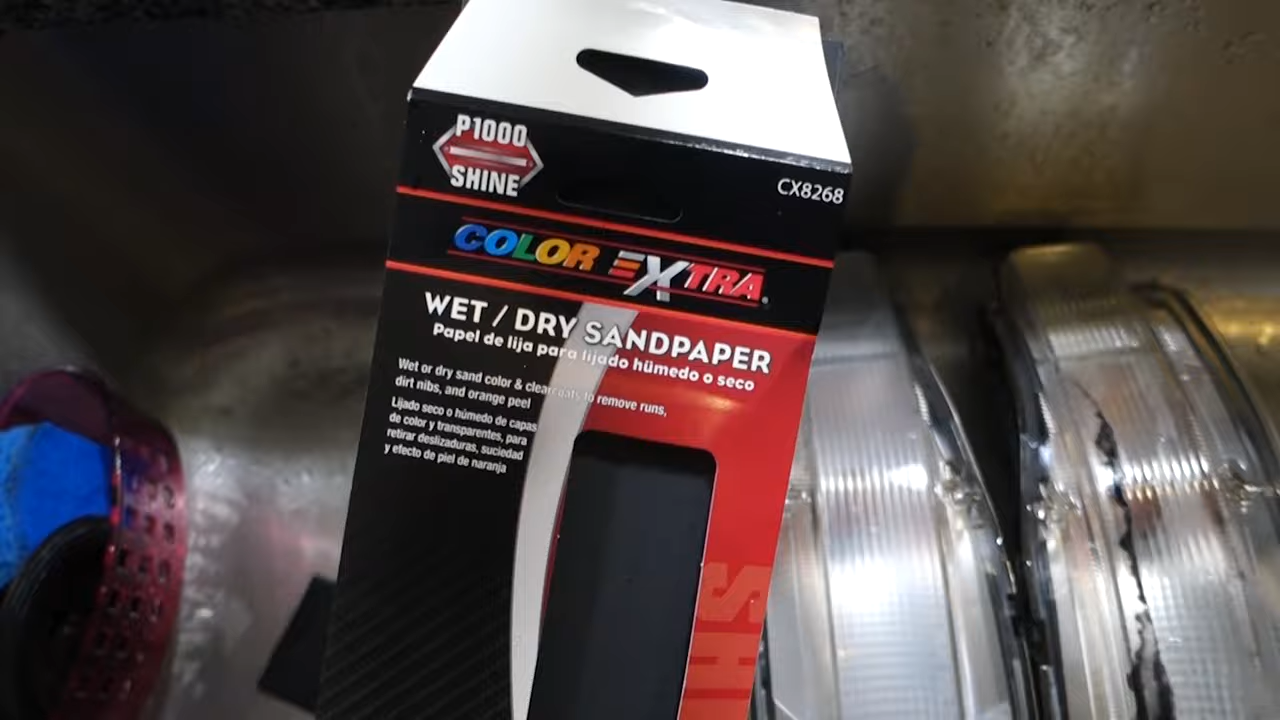 P1000
SHINE
CX8268
COLOR EXTRA
WET / DRY SANDPAPER
Papel de lija para lijado húmedo o seco
Wet or dry sand color & clearcoats to remove runs,
dirt nibs, and orange peel
Lijado seco o húmedo de capas
de color y transparentes, para
retirar deslizaduras, suciedad
y efecto de piel de naranja